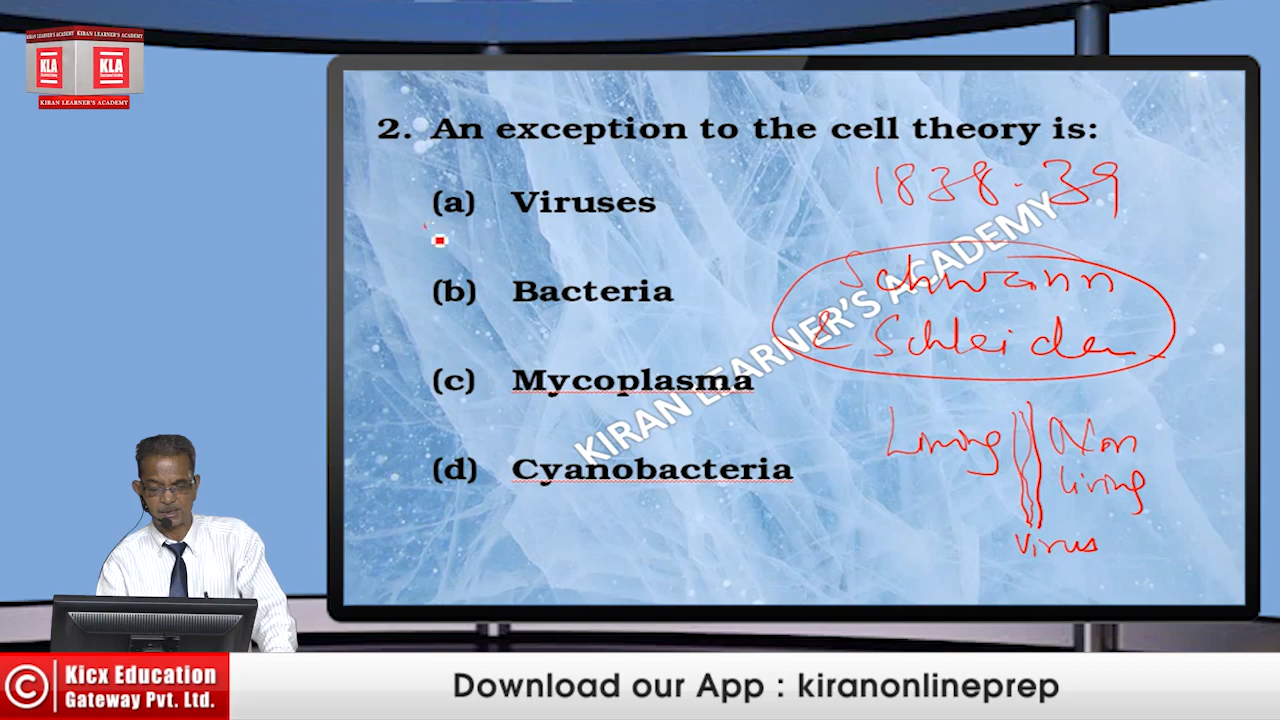 KIRAN LEARNER'S ACADEMY KIRAN LEARNER'S ACADEMY
KLA KLA
KIRAN LEARNER'S ACADEMY
2. An exception to the cell theory is:
1838-39
(a) Viruses
Schwann
(b) Bacteria
& Schleiden
(c) Mycoplasma
KIRAN LEARNER'S ACADEMY
Living Non
living
(d) Cyanobacteria
Virus
© Kicx Education
Gateway Pvt. Ltd.
Download our App : kiranonlineprep